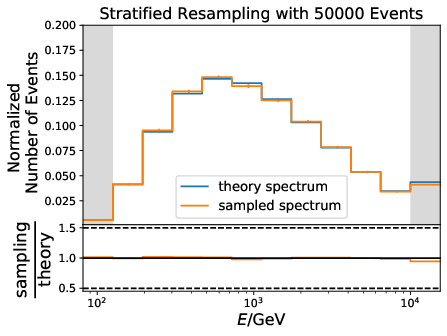 Stratified Resampling with 50000 Events
0.200
0.175
0.150
0.125
0.100
0.075
0.050
0.025
Normalized
Number of Events
theory spectrum
sampled spectrum
1.5
1.0
0.5
sampling
theory
10²
10³
10⁴
E/GeV